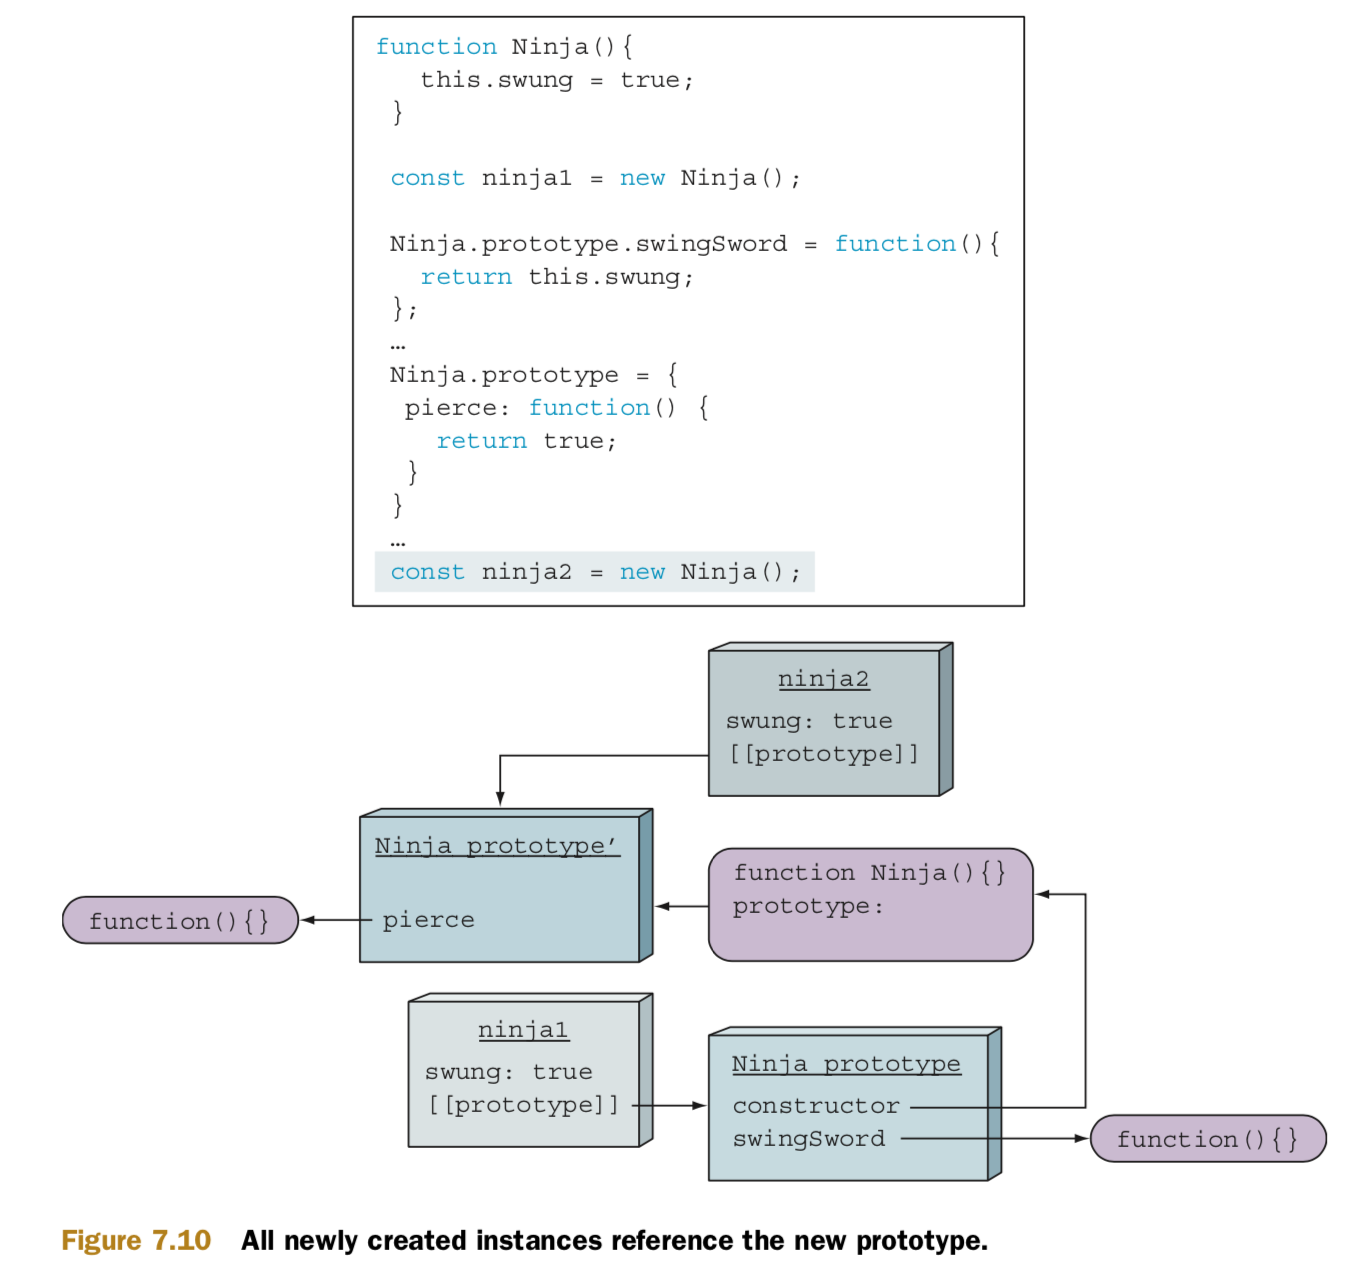 function Ninja(){
this.swung = true;
}
const ninja1 = new Ninja();
Ninja.prototype.swingSword = function(){
return this.swung;
};
…
Ninja.prototype = {
pierce: function() {
return true;
}
}
…
const ninja2 = new Ninja();
ninja2
swung: true
[[prototype]]
Ninja prototype′
pierce
function(){}
function Ninja(){}
prototype:
ninja1
swung: true
[[prototype]]
Ninja prototype
constructor
swingSword
function(){}
Figure 7.10 All newly created instances reference the new prototype.